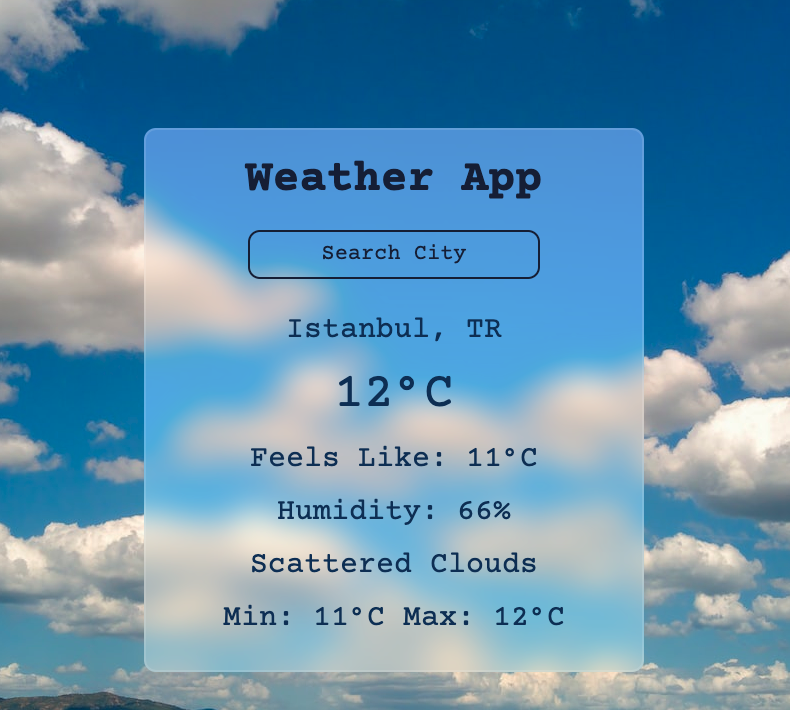 Weather App
Search City
Istanbul, TR
12°C
Feels Like: 11°C
Humidity: 66%
Scattered Clouds
Min: 11°C Max: 12°C